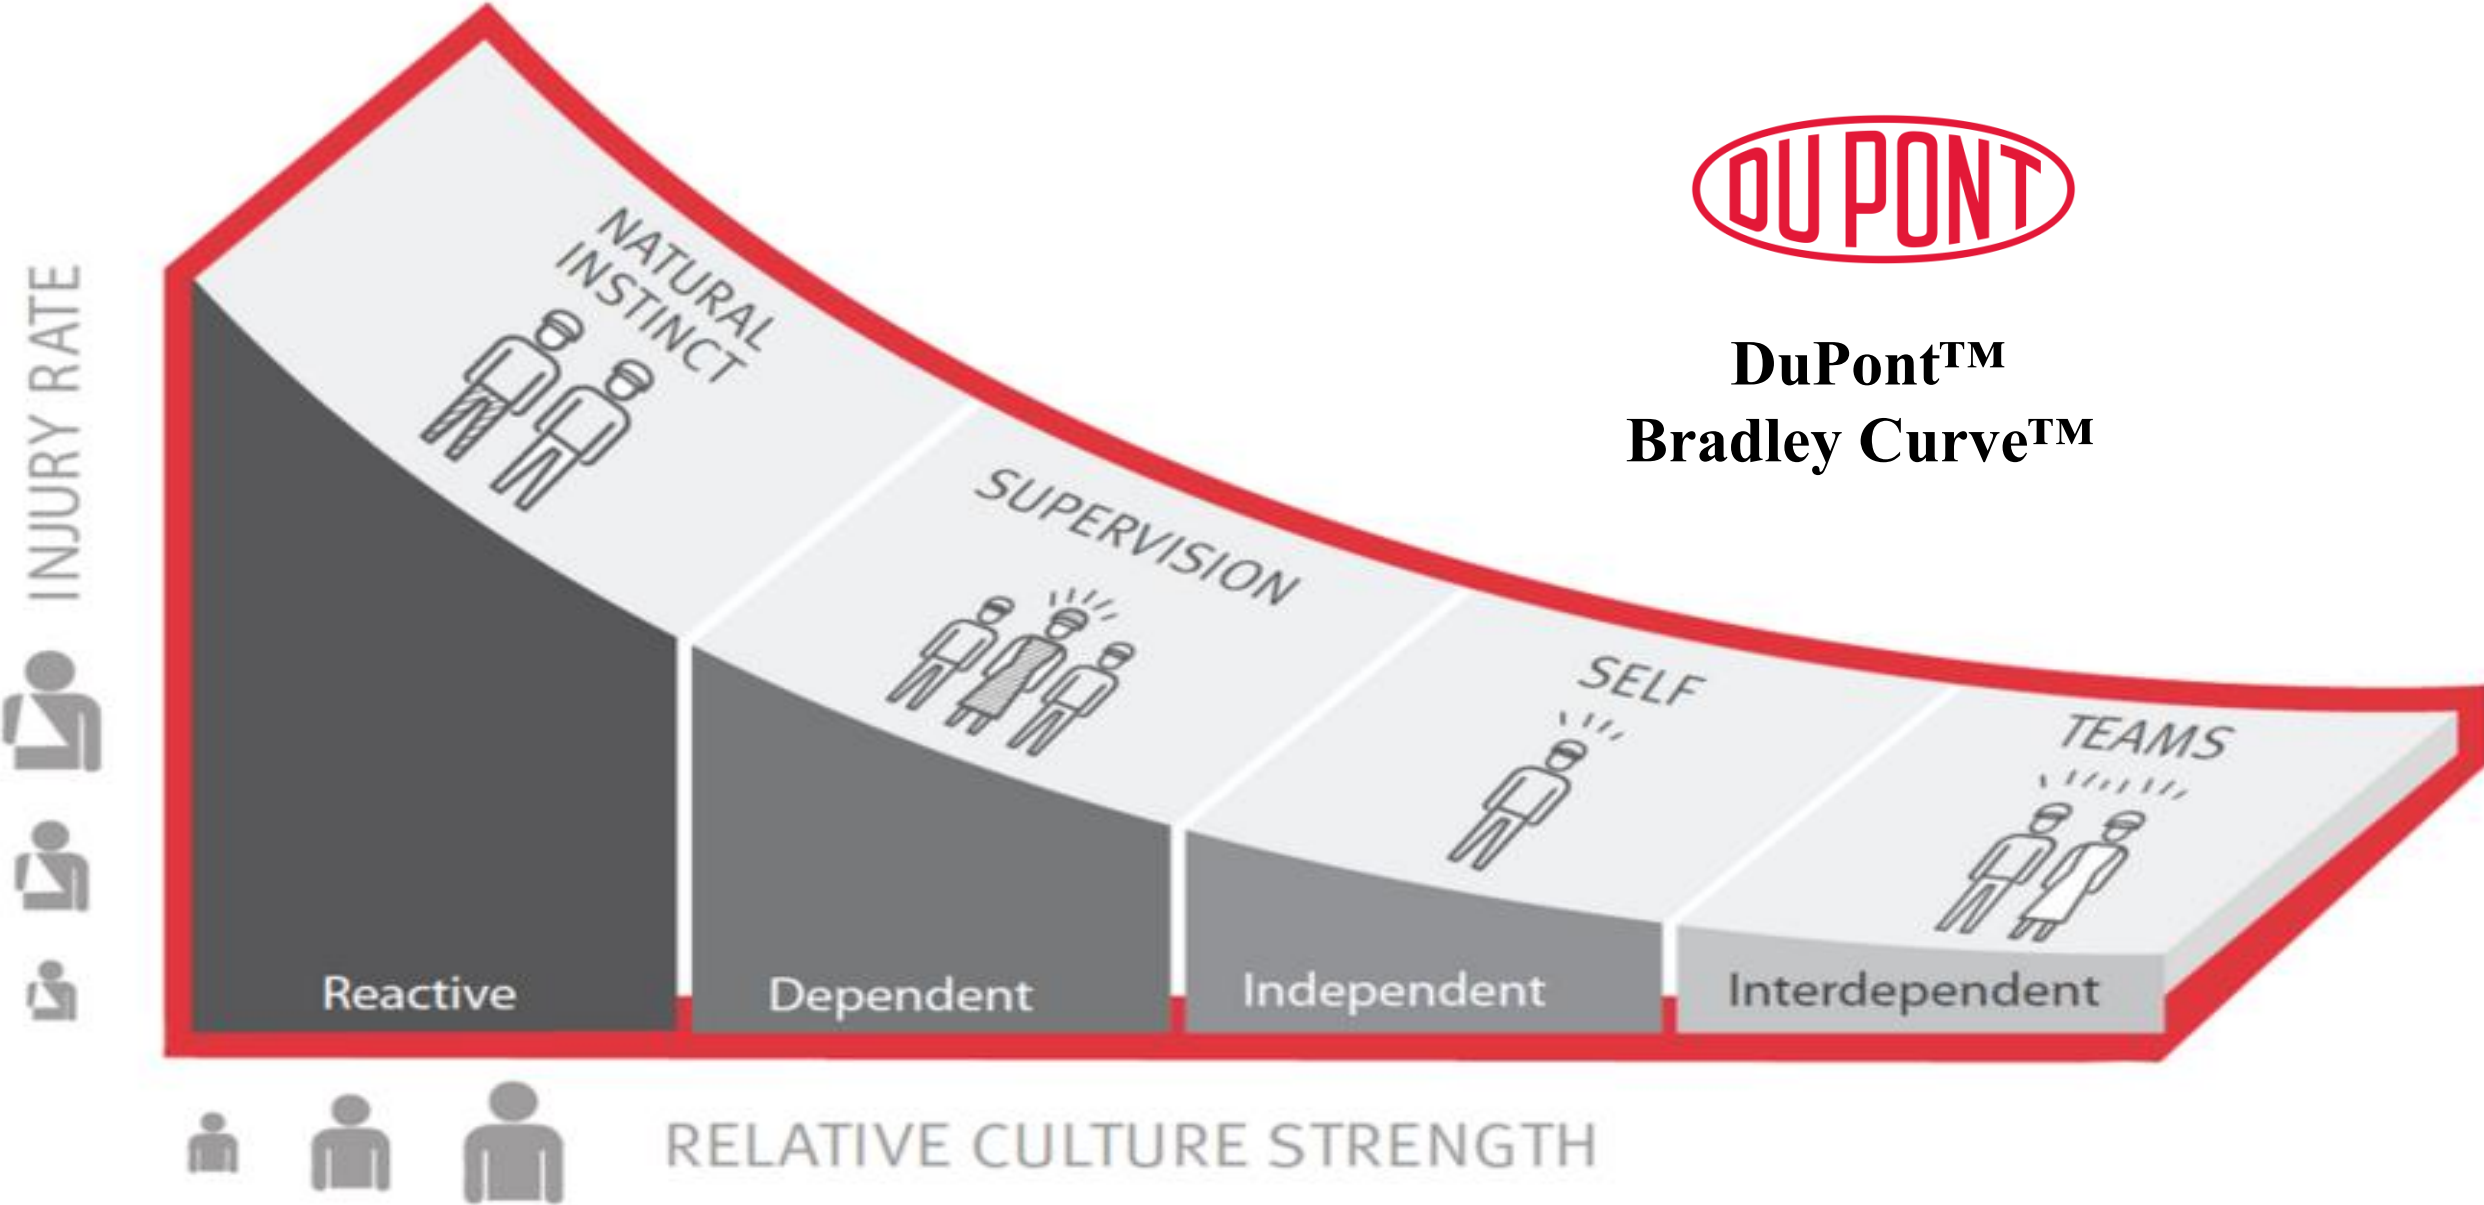 DUPONT
DuPont™
Bradley Curve™
INJURY RATE
NATURAL
INSTINCT
SUPERVISION
SELF
TEAMS
Reactive
Dependent
Independent
Interdependent
RELATIVE CULTURE STRENGTH